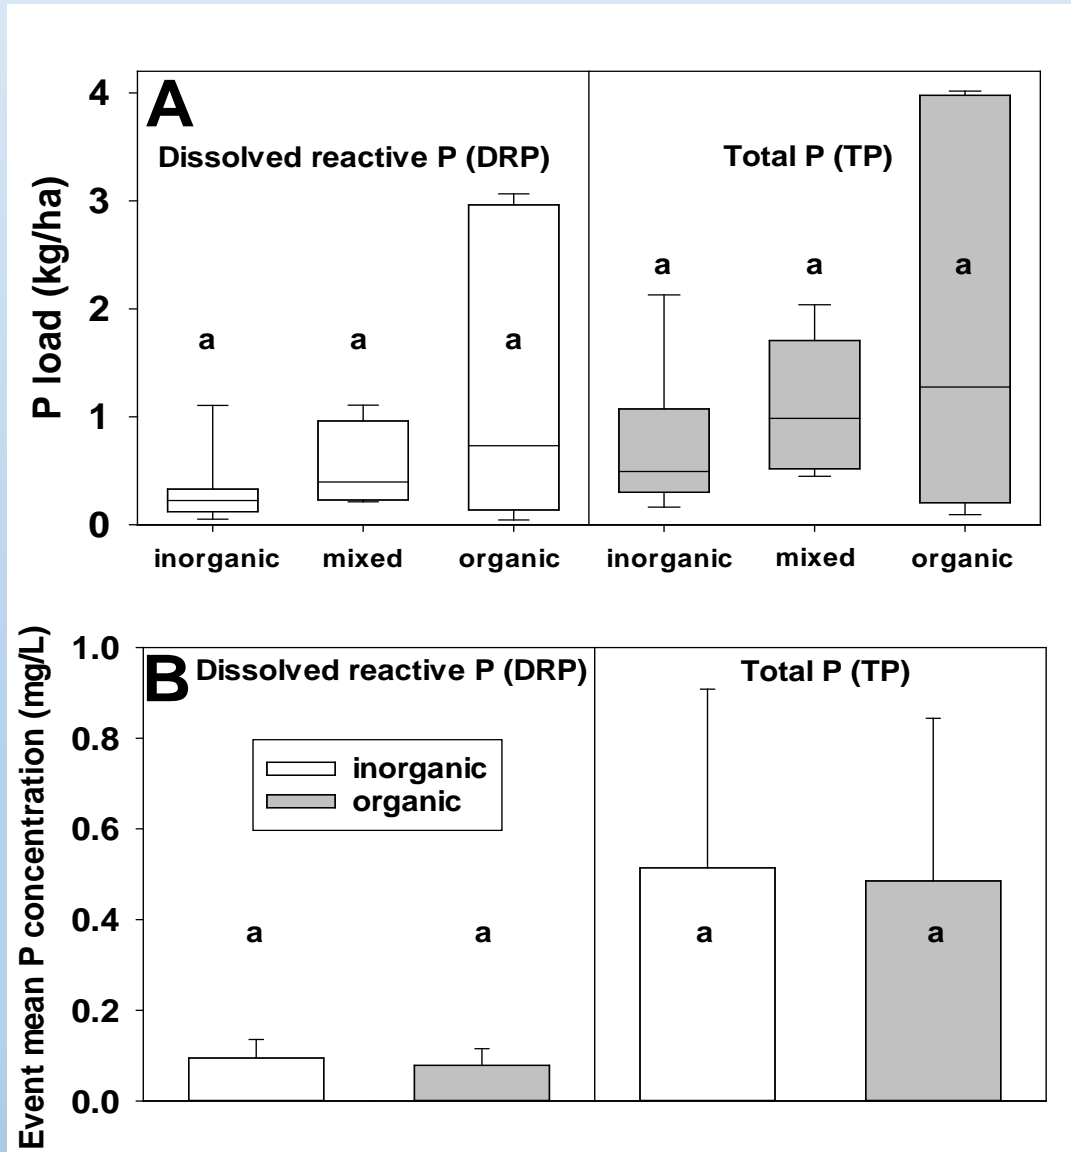 A
Dissolved reactive P (DRP)
Total P (TP)
P load (kg/ha)
4
3
2
1
0
a
a
a
a
a
a
inorganic
mixed
organic
inorganic
mixed
organic
B
Dissolved reactive P (DRP)
Total P (TP)
Event mean P concentration (mg/L)
1.0
0.8
0.6
0.4
0.2
0.0
inorganic
organic
a
a
a
a